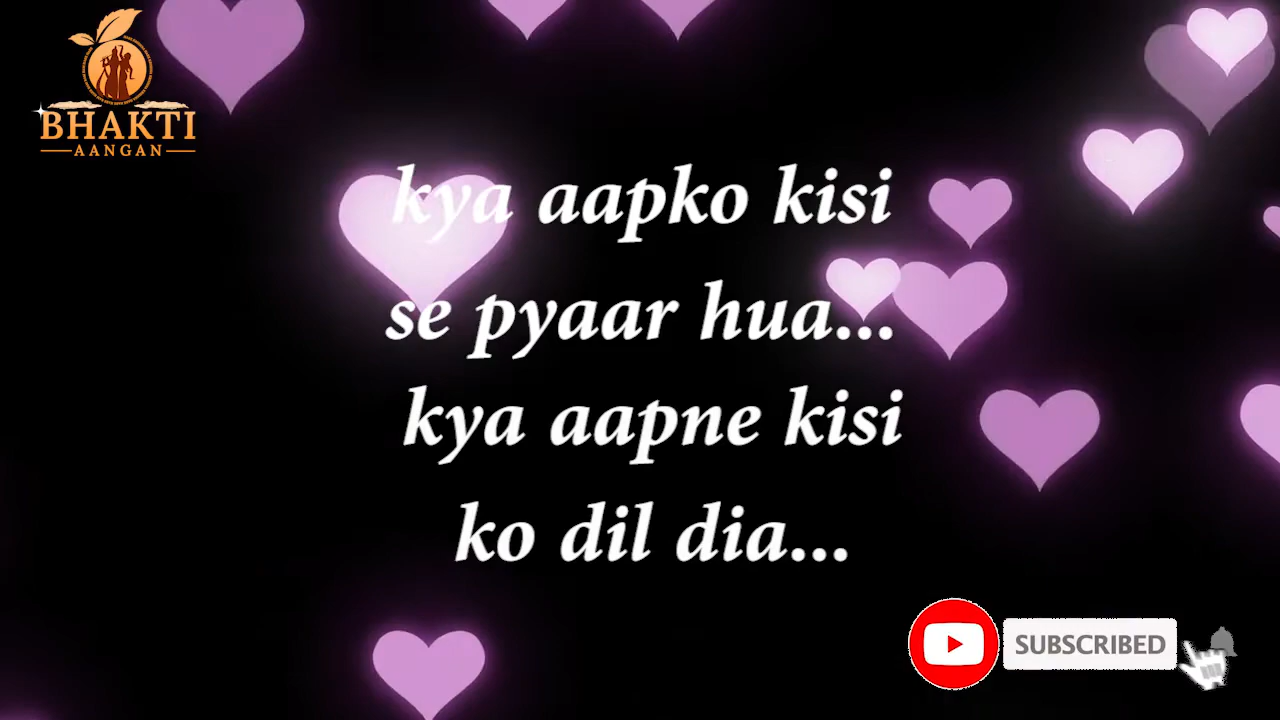 BHAKTI
AANGAN
kya aapko kisi
se pyaar hua...
kya aapne kisi
ko dil dia...
SUBSCRIBED